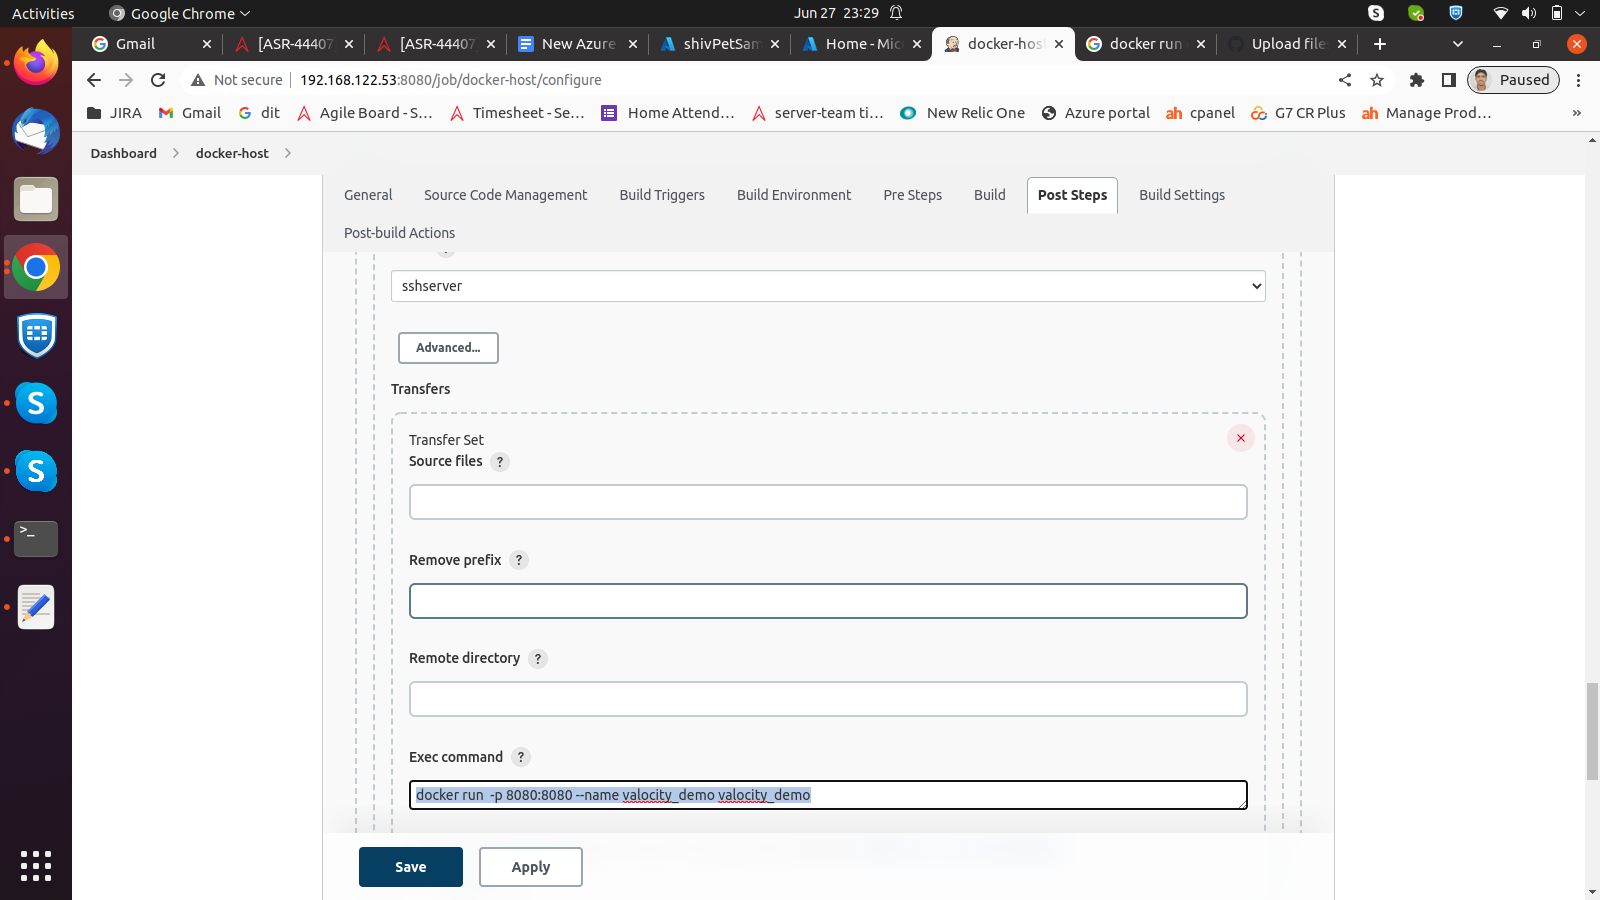 Activities Google Chrome Jun 27 23:29
Gmail [ASR-44407 [ASR-44407 New Azure shivPetSam Home - Mic docker-hos docker run Upload file
Not secure 192.168.122.53:8080/job/docker-host/configure Paused
JIRA Gmail dit Agile Board - S... Timesheet - Se... Home Attend... server-team ti... New Relic One Azure portal cpanel G7 CR Plus Manage Prod... »
Dashboard docker-host
General Source Code Management Build Triggers Build Environment Pre Steps Build Post Steps Build Settings
Post-build Actions
sshserver
Advanced...
Transfers
Transfer Set
Source files ?
Remove prefix ?
Remote directory ?
Exec command ?
docker run -p 8080:8080 --name valocity_demo valocity_demo
Save Apply